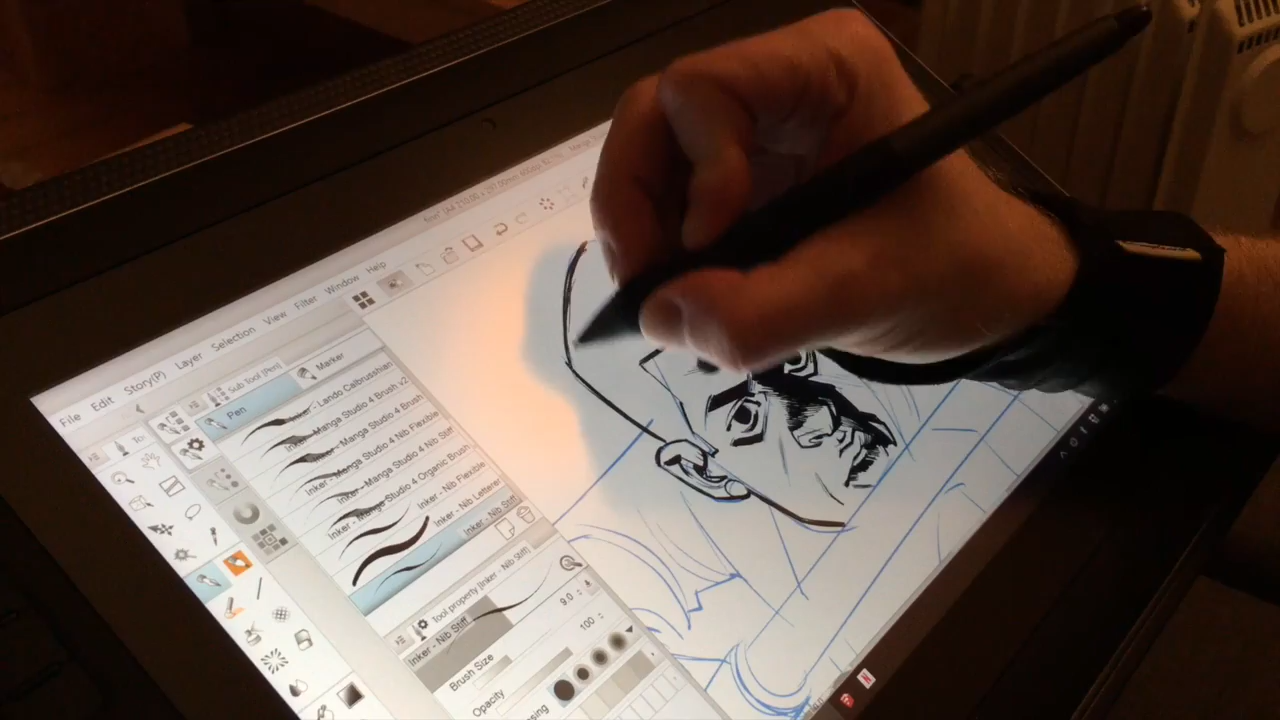 File Edit Story(P) Layer Selection View Filter Window Help
Sub Tool [Pen]
Pen
Marker
Inker - Lando Calbrusshian
Inker - Manga Studio 4 Brush v2
Inker - Manga Studio 4 Brush
Inker - Manga Studio 4 Nib Flexible
Inker - Manga Studio 4 Nib Stiff
Inker - Manga Studio 4 Organic Brush
Inker - Nib Flexible
Inker - Nib Letterer
Inker - Nib Stiff
Tool property [Inker - Nib Stiff]
Inker - Nib Stiff
Brush Size 9.0
Opacity 100
N